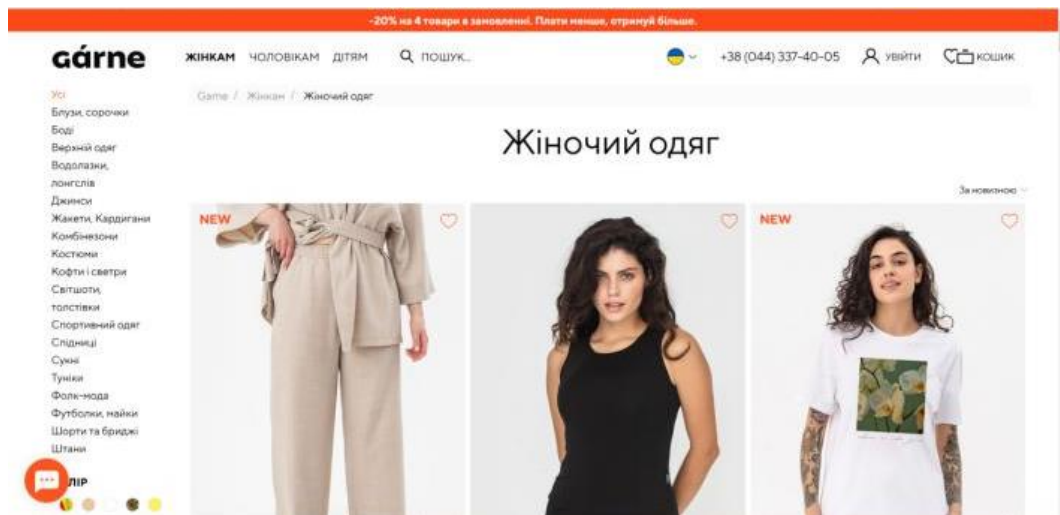 -20% на 4 товари в замовленні. Плати менше, отримуй більше.
gárne
ЖІНКАМ ЧОЛОВІКАМ ДІТЯМ ПОШУК... +38 (044) 337-40-05 УВІЙТИ КОШИК
Garne / Жінкам / Жіночий одяг
Жіночий одяг
За новизною
Усі
Блузи, сорочки
Боді
Верхній одяг
Водолазки,
лонгслів
Джинси
Жакети, Кардигани
Комбінезони
Костюми
Кофти і светри
Світшоти,
толстівки
Спортивний одяг
Спідниці
Сукні
Туніки
Фолк-мода
Футболки, майки
Шорти та бриджі
Штани
ЛІР
NEW
NEW